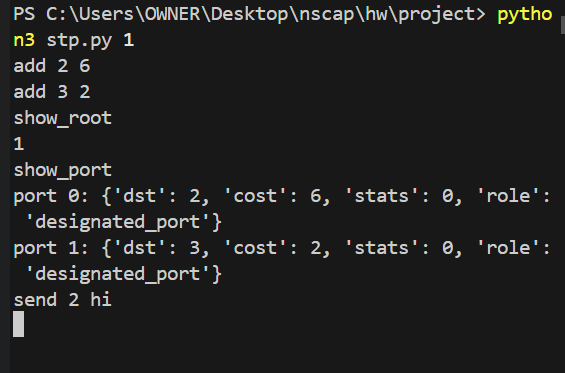 PS C:\Users\OWNER\Desktop\nscap\hw\project> pytho
n3 stp.py 1
add 2 6
add 3 2
show_root
1
show_port
port 0: {'dst': 2, 'cost': 6, 'stats': 0, 'role':
 'designated_port'}
port 1: {'dst': 3, 'cost': 2, 'stats': 0, 'role':
 'designated_port'}
send 2 hi